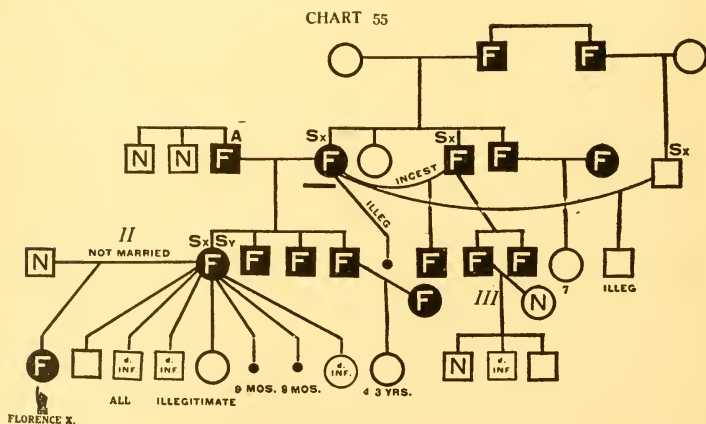 CHART 55
F F
A Sx Sx Sx
N N F F F F F
INCEST
ILLEG
II
NOT MARRIED
Sx Sy
N F F F F F F F F N
III
7 ILLEG
F d. INF. d. INF. d. INF. N d. INF.
9 MOS. 9 MOS. d 3 YRS.
ALL ILLEGITIMATE
FLORENCE X.